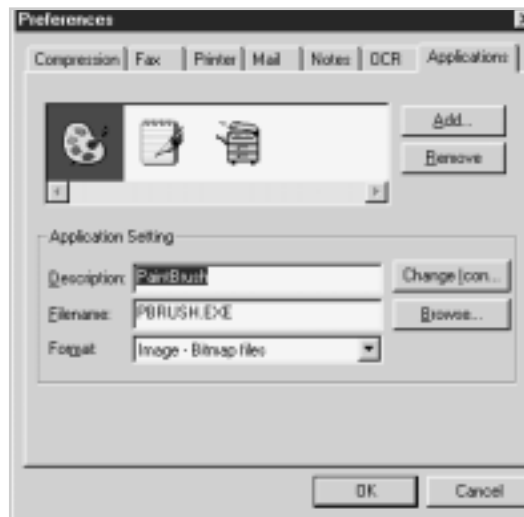 Preferences
Compression Fax Printer Mail Notes OCR Applications
Add...
Remove
Application Setting
Description: PaintBrush Change Icon...
Filename: PBRUSH.EXE Browse...
Format Image - Bitmap files
OK Cancel